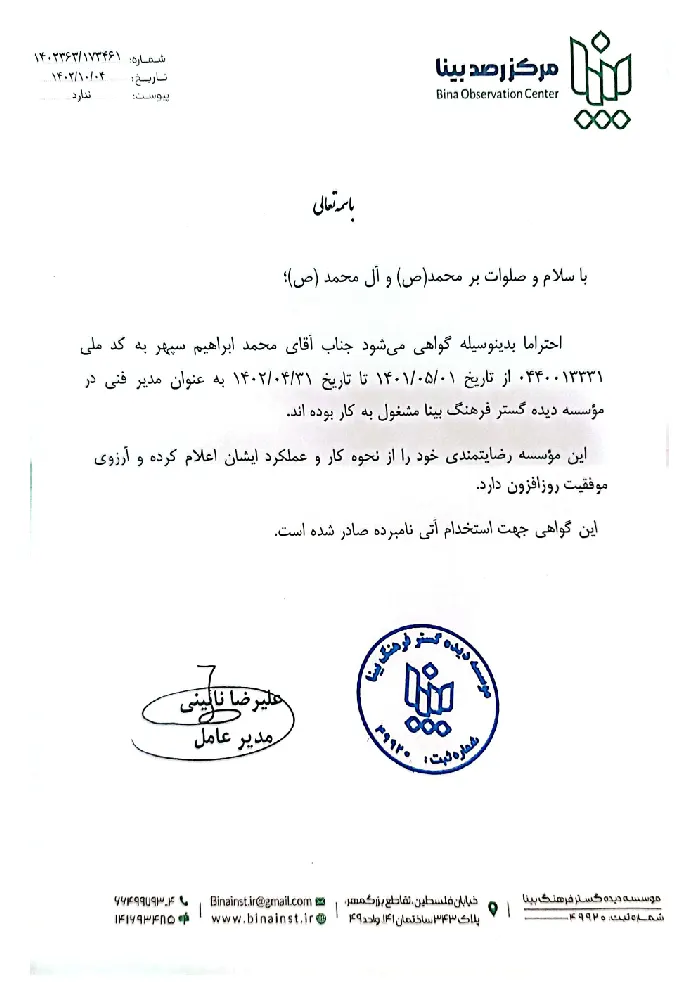 مرکز رصد بینا
Bina Observation Center
شماره: ۱۴۰۲۳۶۳/۱۷۳۴۶۱
تاریخ: ۱۴۰۲/۱۰/۰۴
پیوست: ندارد
باسمه تعالی
با سلام و صلوات بر محمد(ص) و آل محمد (ص)؛
احتراما بدینوسیله گواهی می‌شود جناب آقای محمد ابراهیم سپهر به کد ملی
۰۴۴۰۰۱۳۳۳۱ از تاریخ ۱۴۰۱/۰۵/۰۱ تا تاریخ ۱۴۰۲/۰۴/۳۱ به عنوان مدیر فنی در
مؤسسه دیده گستر فرهنگ بینا مشغول به کار بوده اند.
این مؤسسه رضایتمندی خود را از نحوه کار و عملکرد ایشان اعلام کرده و آرزوی
موفقیت روزافزون دارد.
این گواهی جهت استخدام آتی نامبرده صادر شده است.
موسسه دیده گستر فرهنگ بینا
شماره ثبت: ۴۹۹۲۰
علیرضا نائینی
مدیر عامل
موسسه دیده گستر فرهنگ بینا
شماره ثبت: ۴۹۹۲۰
خیابان فلسطین، تقاطع بزرگمهر،
پلاک ۳۴۳ ساختمان ۱۴۱ واحد ۴۹
Binainst.ir@gmail.com
www.binainst.ir
۶۶۴۹۹۷۹۳_۴
۱۴۱۶۹۳۴۸۵